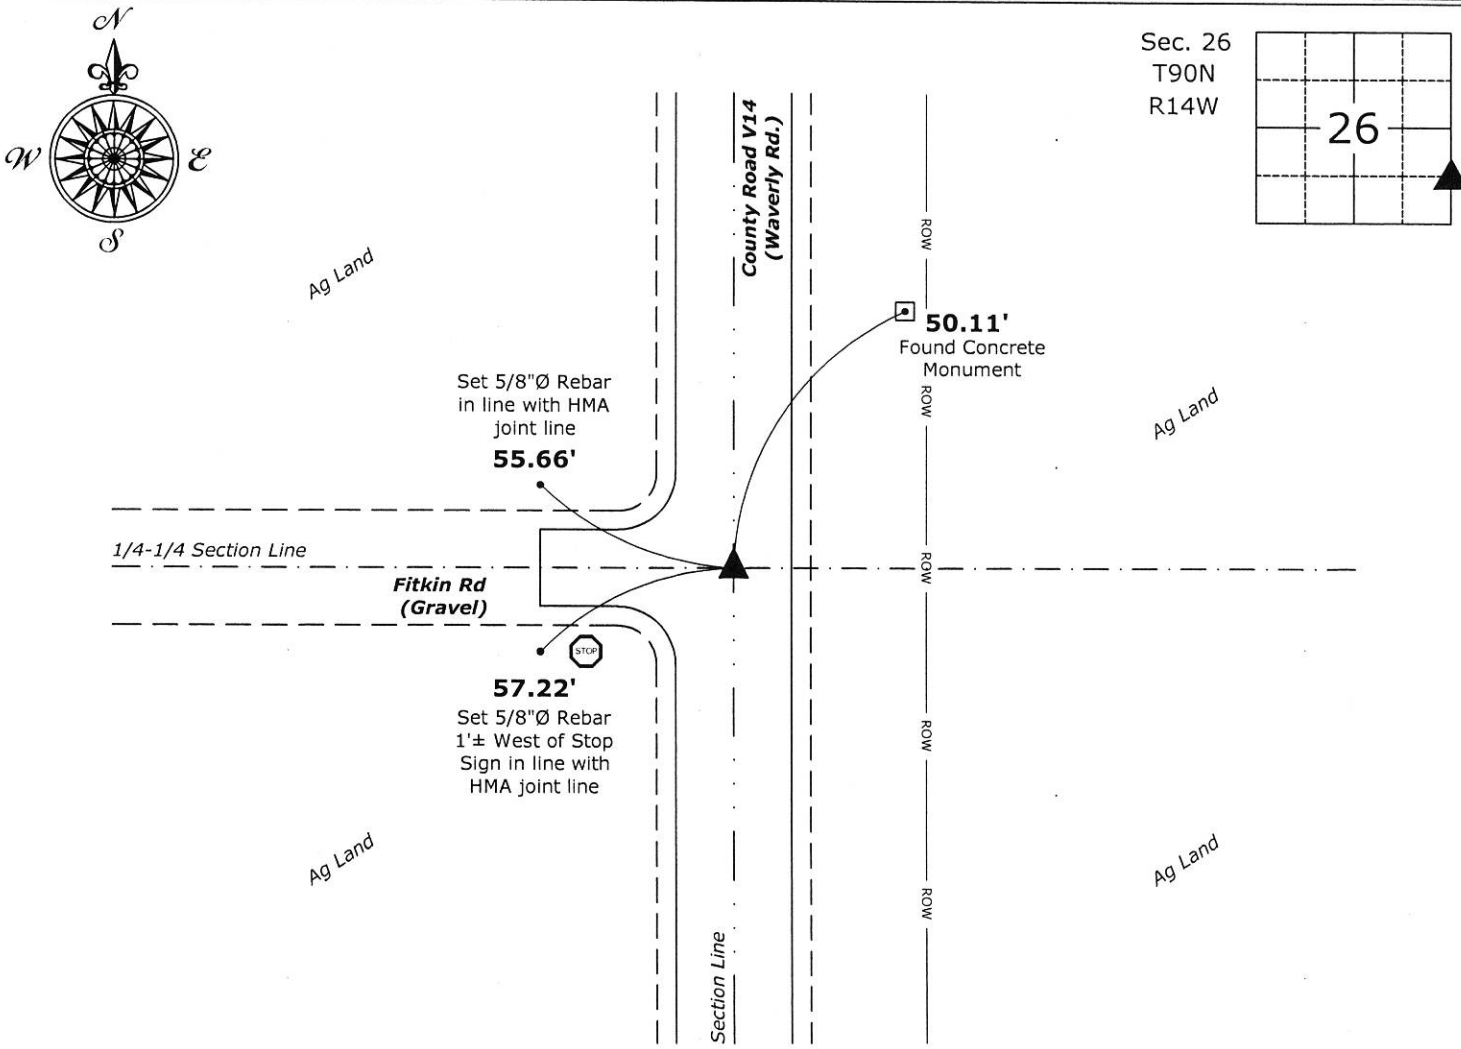 N
W
E
S
Sec. 26
T90N
R14W
26
County Road V14
(Waverly Rd.)
ROW
Ag Land
50.11'
Found Concrete
Monument
Set 5/8"Ø Rebar
in line with HMA
joint line
55.66'
ROW
Ag Land
1/4-1/4 Section Line
ROW
Fitkin Rd
(Gravel)
STOP
57.22'
Set 5/8"Ø Rebar
1'± West of Stop
Sign in line with
HMA joint line
ROW
Ag Land
Ag Land
ROW
Section Line